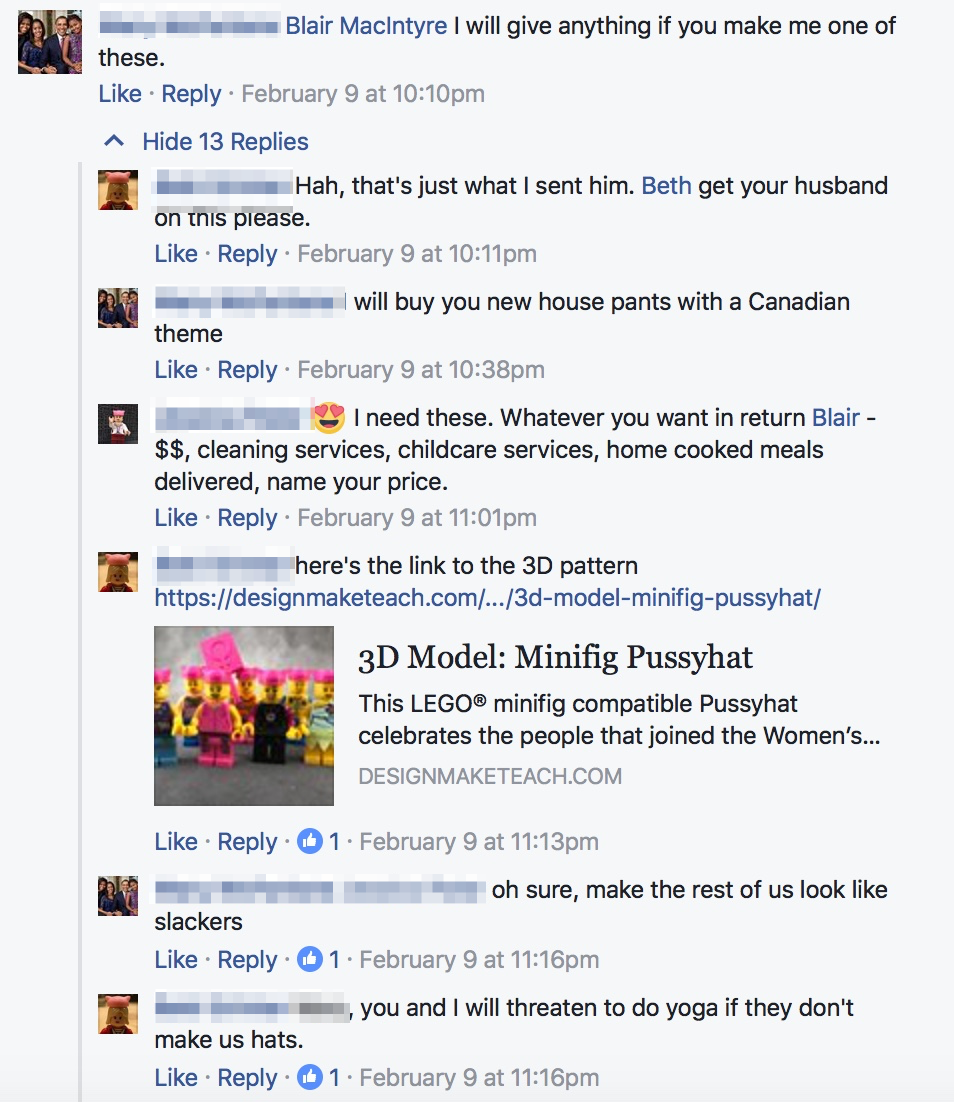 Blair MacIntyre I will give anything if you make me one of
these.
Like · Reply · February 9 at 10:10pm
Hide 13 Replies
Hah, that's just what I sent him. Beth get your husband
on this please.
Like · Reply · February 9 at 10:11pm
I will buy you new house pants with a Canadian
theme
Like · Reply · February 9 at 10:38pm
I need these. Whatever you want in return Blair -
$$, cleaning services, childcare services, home cooked meals
delivered, name your price.
Like · Reply · February 9 at 11:01pm
here's the link to the 3D pattern
https://designmaketeach.com/.../3d-model-minifig-pussyhat/
3D Model: Minifig Pussyhat
This LEGO® minifig compatible Pussyhat
celebrates the people that joined the Women's...
DESIGNMAKETEACH.COM
Like · Reply · 1 · February 9 at 11:13pm
oh sure, make the rest of us look like
slackers
Like · Reply · 1 · February 9 at 11:16pm
, you and I will threaten to do yoga if they don't
make us hats.
Like · Reply · 1 · February 9 at 11:16pm